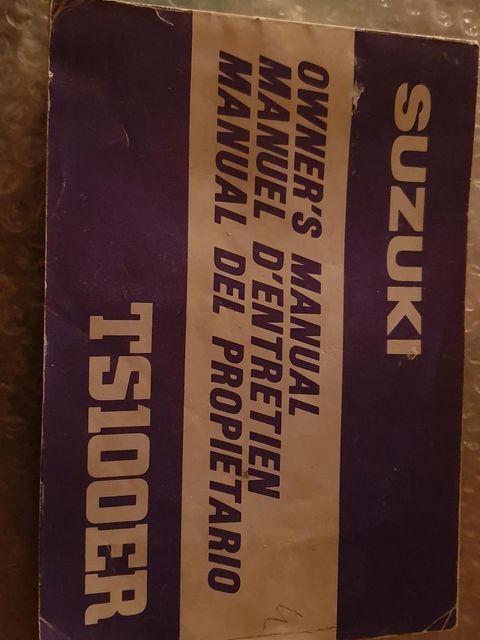 SUZUKI
OWNER'S MANUAL
MANUEL D'ENTRETIEN
MANUAL DEL PROPIETARIO
TS100ER